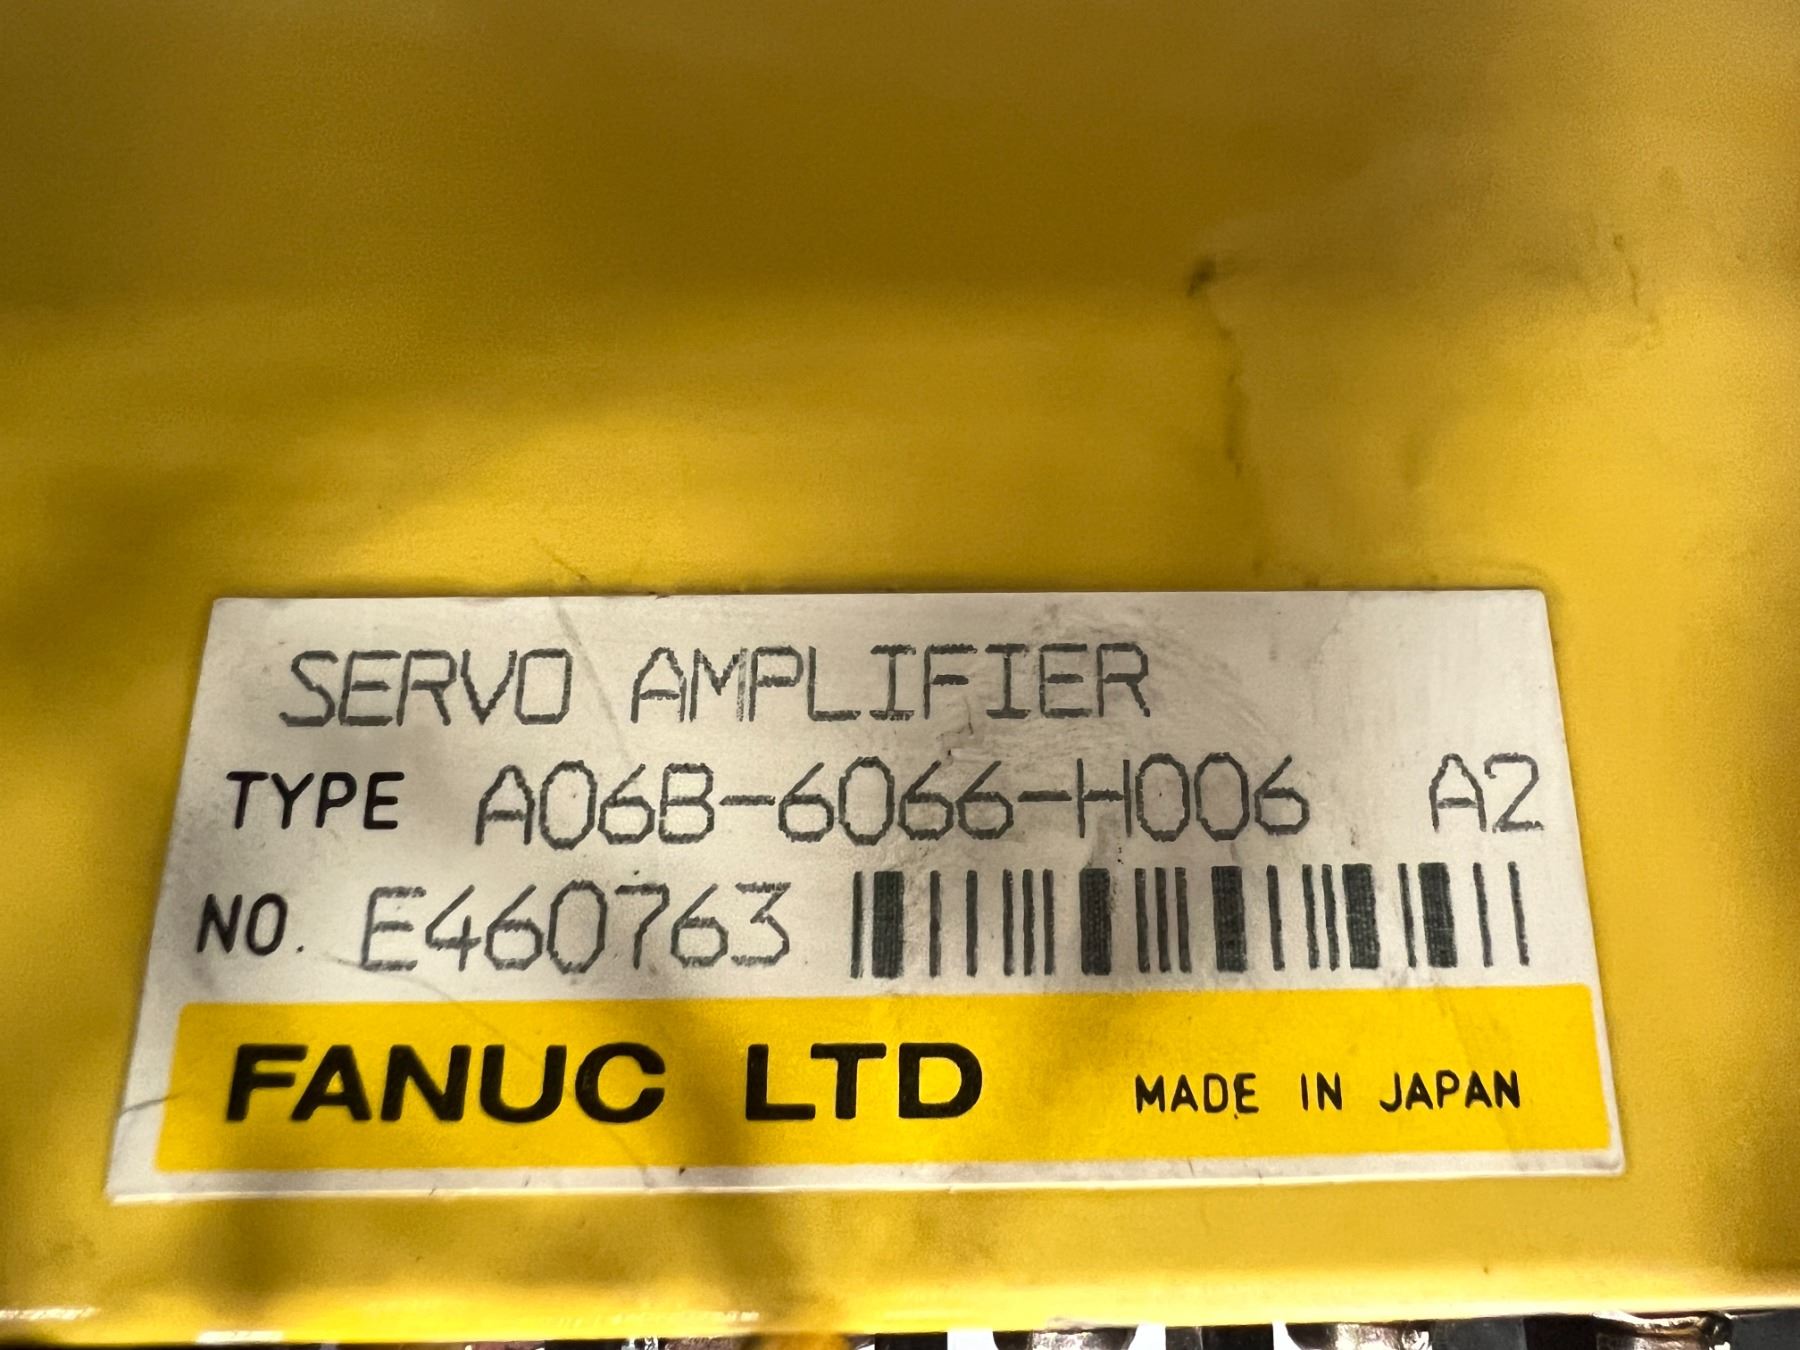 SERVO AMPLIFIER
TYPE A06B-6066-H006 A2
NO. E460763
FANUC LTD MADE IN JAPAN